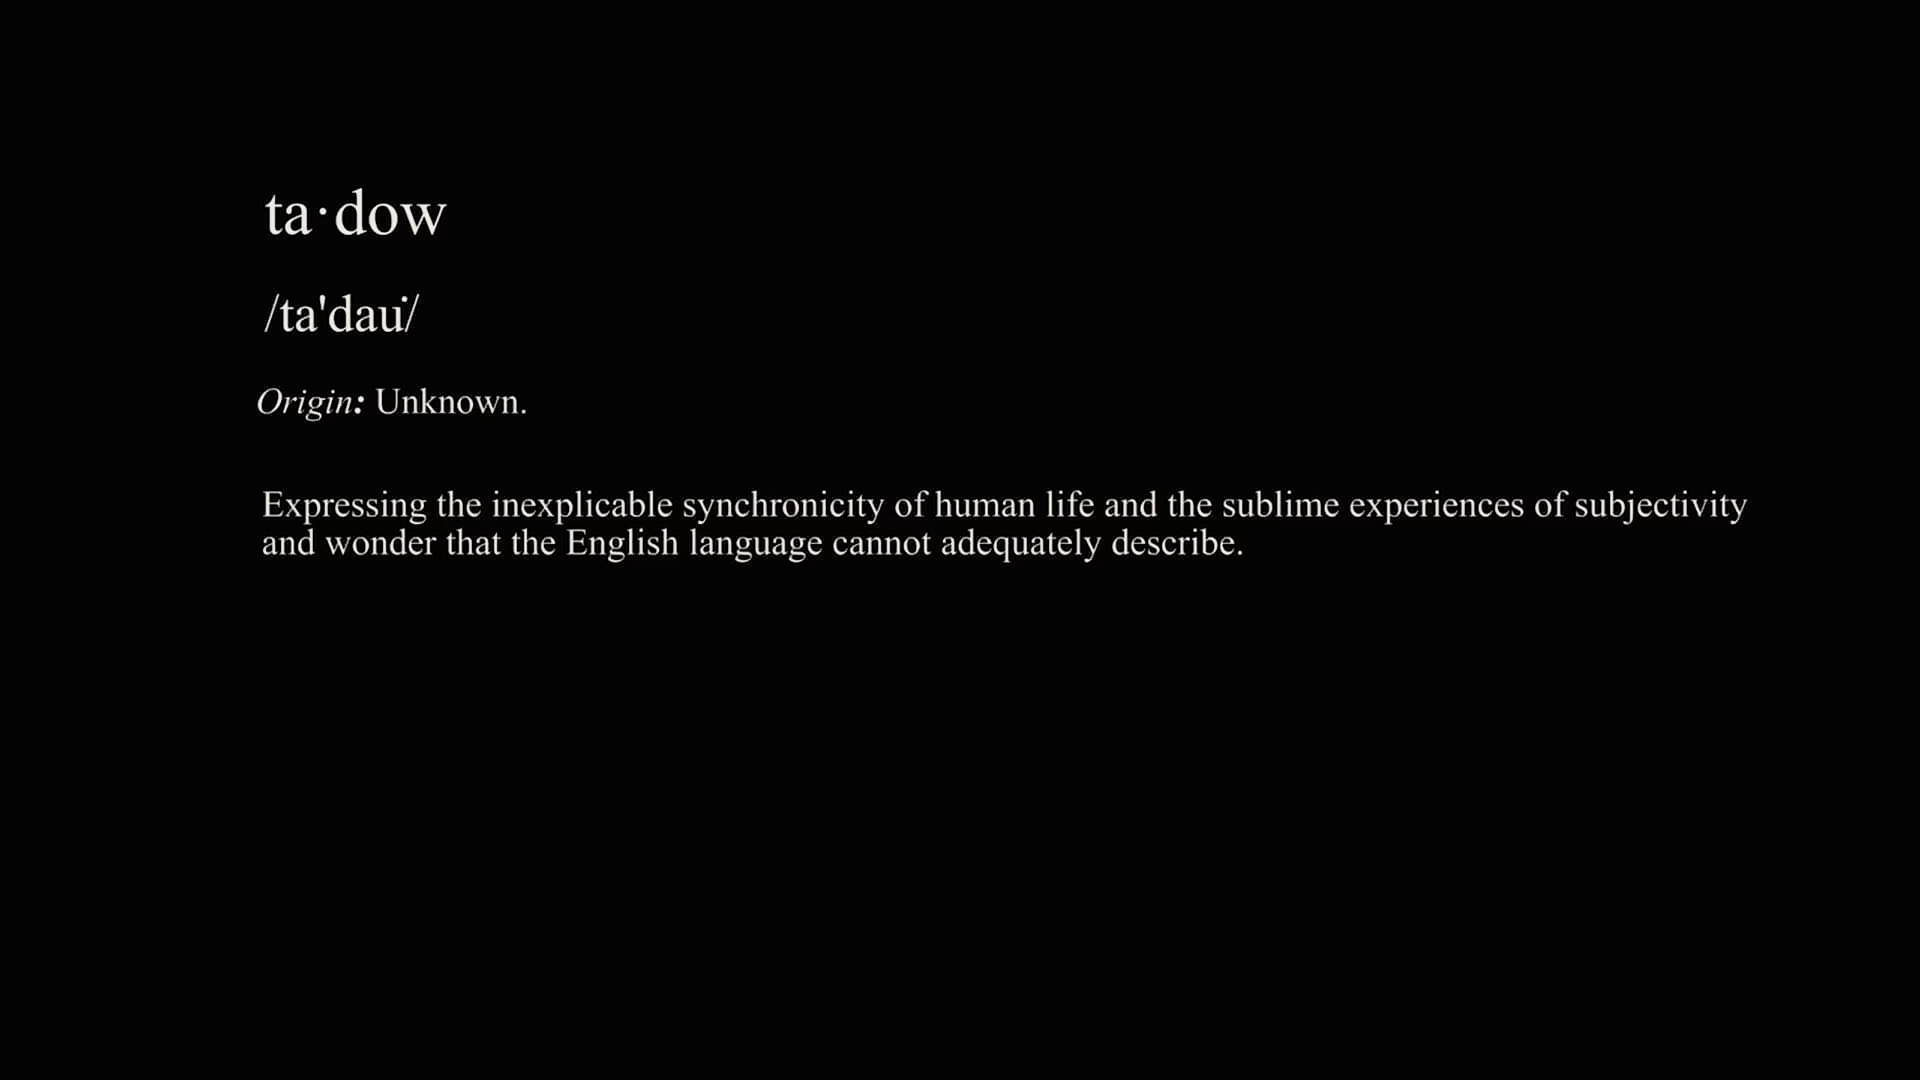 ta·dow
/ta'dau̇/
Origin: Unknown.
Expressing the inexplicable synchronicity of human life and the sublime experiences of subjectivity
and wonder that the English language cannot adequately describe.